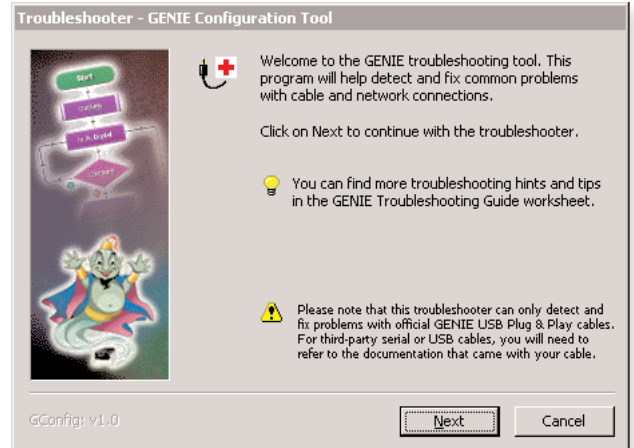 Troubleshooter - GENIE Configuration Tool
Start
Compare
Welcome to the GENIE troubleshooting tool. This
program will help detect and fix common problems
with cable and network connections.
Click on Next to continue with the troubleshooter.
You can find more troubleshooting hints and tips
in the GENIE Troubleshooting Guide worksheet.
Please note that this troubleshooter can only detect and
fix problems with official GENIE USB Plug & Play cables.
For third-party serial or USB cables, you will need to
refer to the documentation that came with your cable.
GConfig: v1.0
Next
Cancel